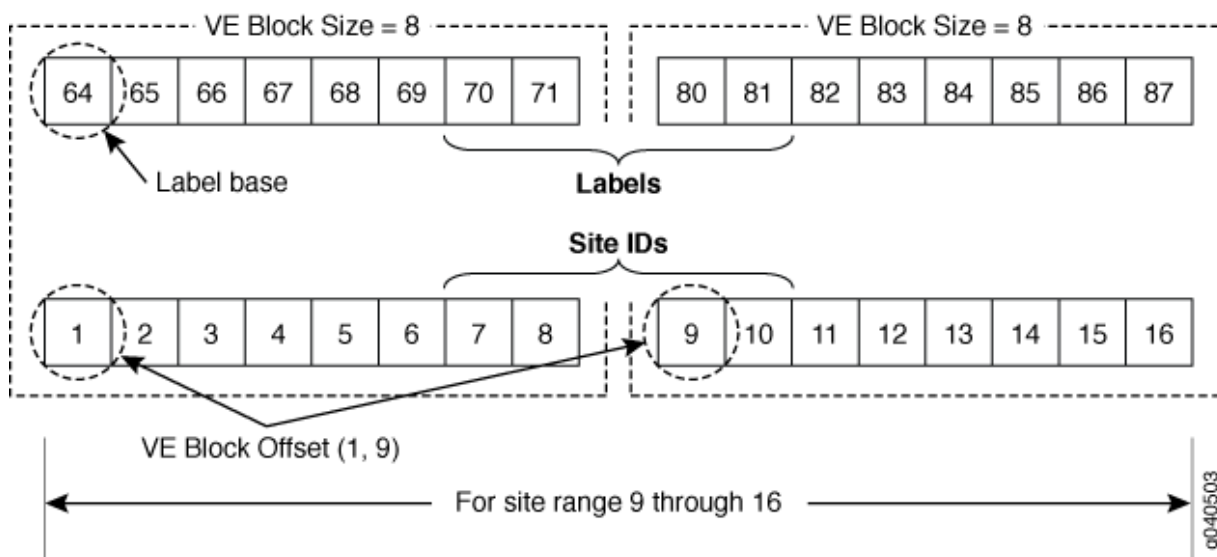 VE Block Size = 8 VE Block Size = 8
64 65 66 67 68 69 70 71 80 81 82 83 84 85 86 87
Label base
Labels
Site IDs
1 2 3 4 5 6 7 8 9 10 11 12 13 14 15 16
VE Block Offset (1, 9)
For site range 9 through 16
g040503